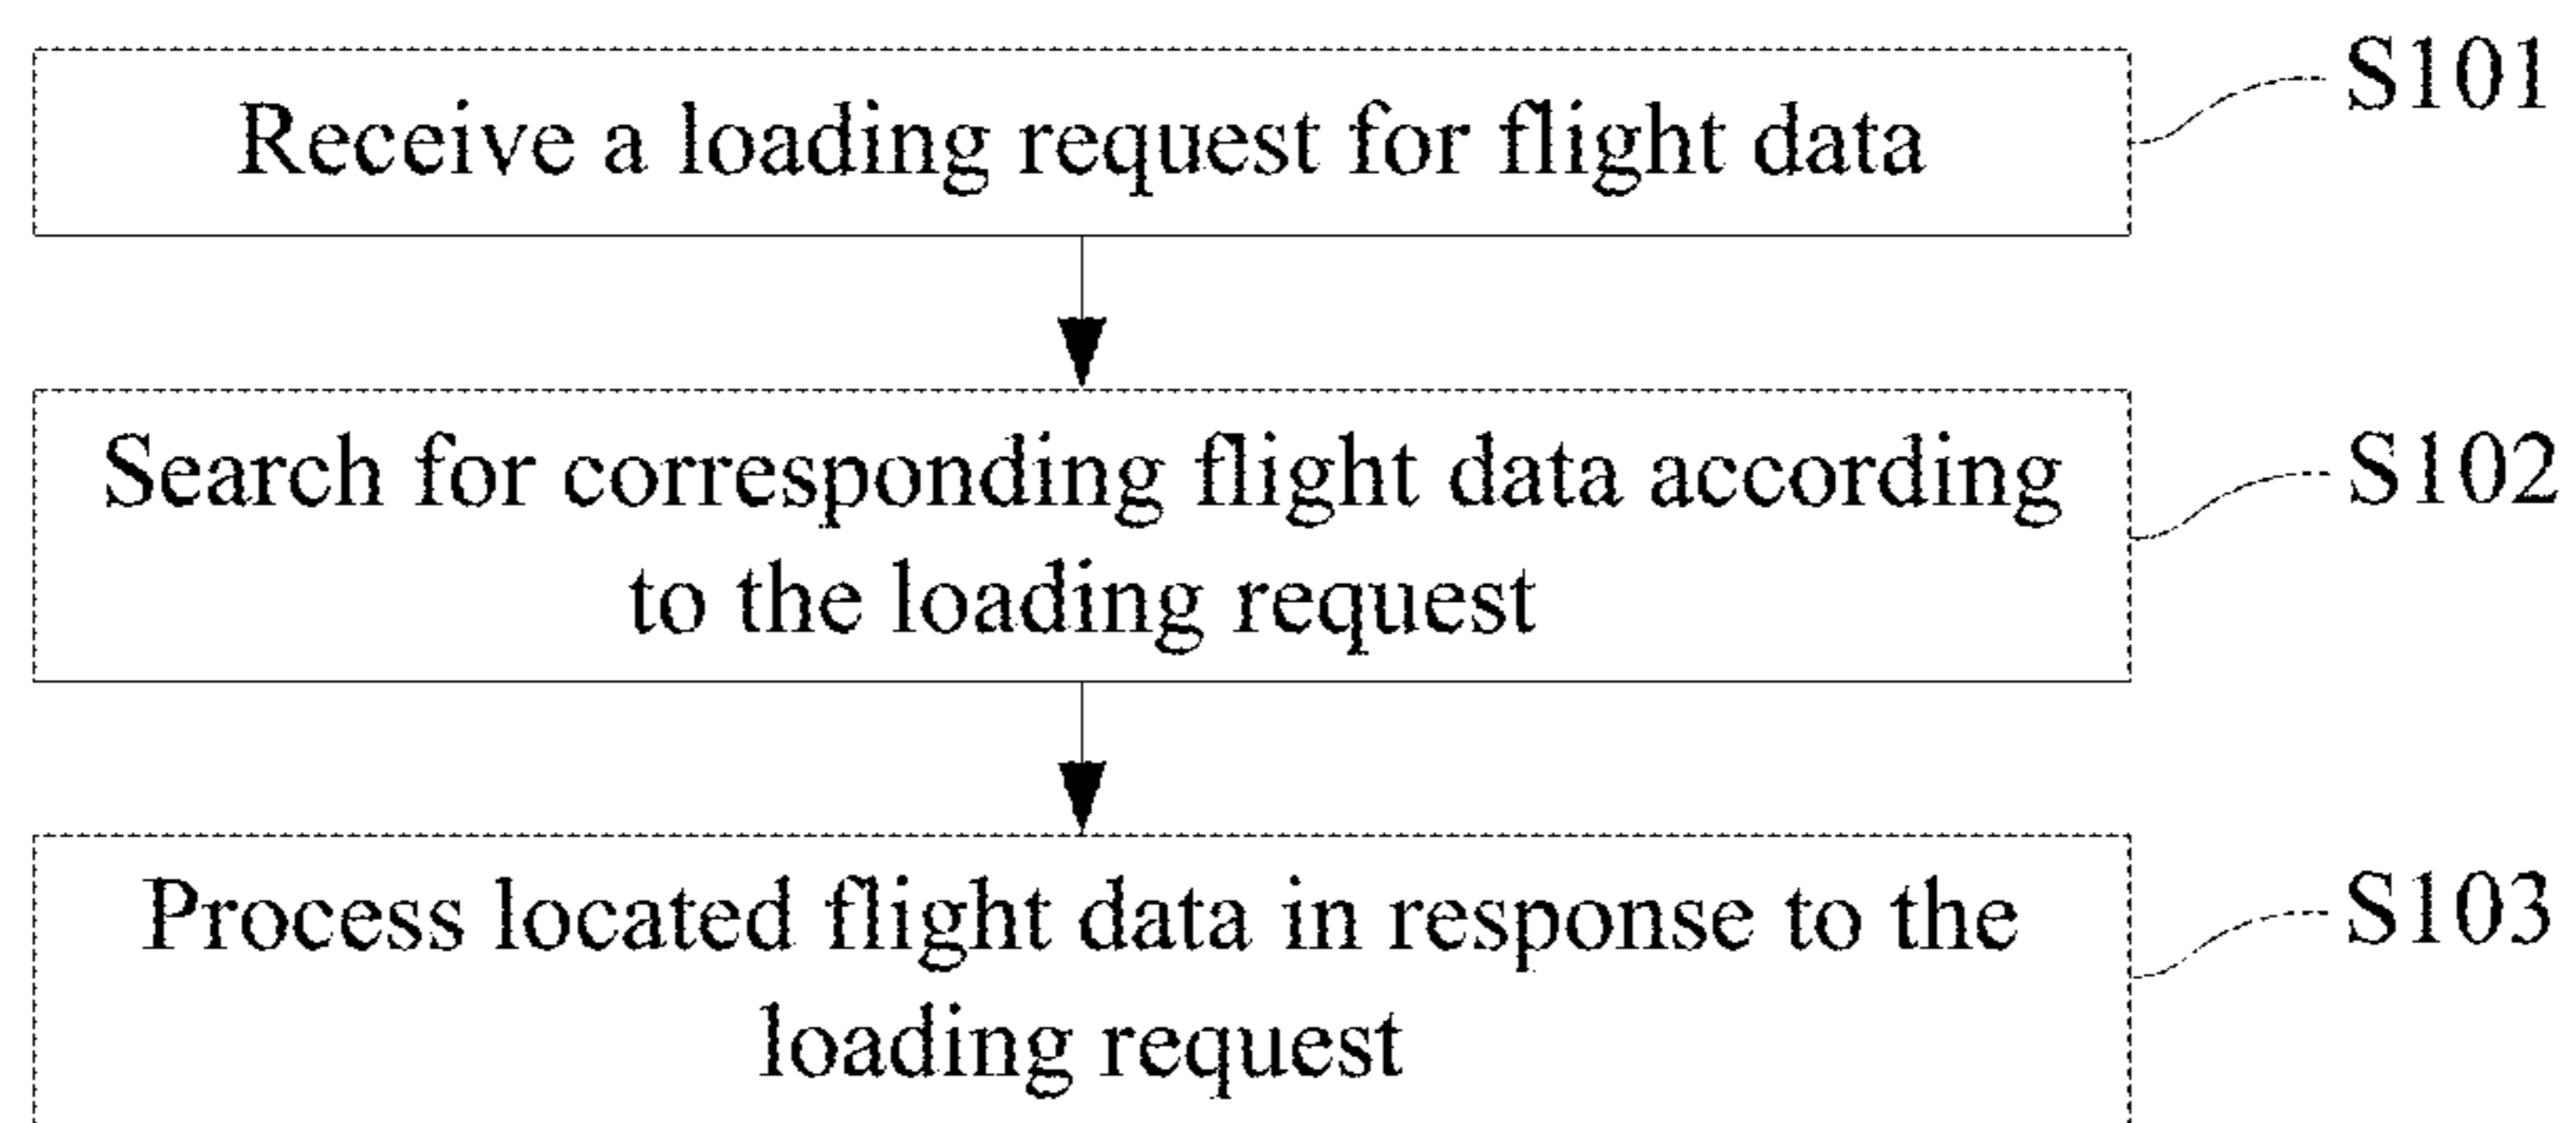 Receive a loading request for flight data
S101
Search for corresponding flight data according
to the loading request
S102
Process located flight data in response to the
loading request
S103